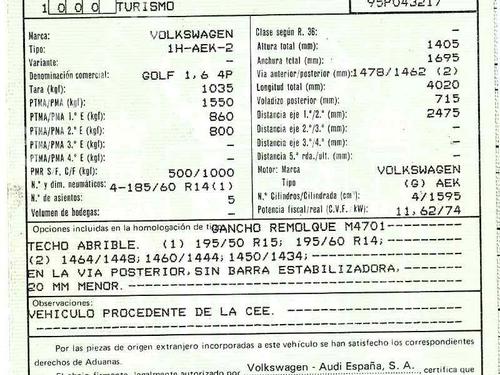 1 0 0 0 TURISMO 95P043217
Marca: VOLKSWAGEN
Tipo: 1H-AEK-2
Variante: -
Denominación comercial: GOLF 1,6 4P
Tara (kgf): 1035
PTMA/PMA (kgf): 1550
PTMA/PMA 1.º E (kgf): 860
PTMA/PMA 2.º E (kgf): 800
PTMA/PMA 3.º E (kgf): -
PTMA/PMA 4.º E (kgf): -
PMR S/F, C/F (kgf): 500/1000
N.º y dim. neumáticos: 4-185/60 R14(1)
N.º de asientos: 5
Volumen de bodegas: -
Clase según R. 36: -
Altura total (mm): 1405
Anchura total (mm): 1695
Vía anterior/posterior (mm): 1478/1462 (2)
Longitud total (mm): 4020
Voladizo posterior (mm): 715
Distancia eje 1.º/2.º (mm): 2475
Distancia eje 2.º/3.º (mm): -
Distancia eje 3.º/4.º (mm): -
Distancia 5.ª rda./ult. (mm): -
Motor: Marca VOLKSWAGEN
Tipo (G) AEK
N.º Cilindros/Cilindrada (cm³): 4/1595
Potencia fiscal/real (C.V.F. / kW): 11,62/74
Opciones incluidas en la homologación de tipo: GANCHO REMOLQUE M4701
TECHO ABRIBLE. (1) 195/50 R15; 195/60 R14;
(2) 1464/1448; 1460/1444; 1450/1434;
EN LA VIA POSTERIOR, SIN BARRA ESTABILIZADORA,
20 MM MENOR.
Observaciones:
VEHICULO PROCEDENTE DE LA CEE.
Por las piezas de origen extranjero incorporadas a este vehículo se han satisfecho los correspondientes
derechos de Aduanas.
El abajo firmante, legalmente autorizado por Volkswagen - Audi España, S. A. , certifica que